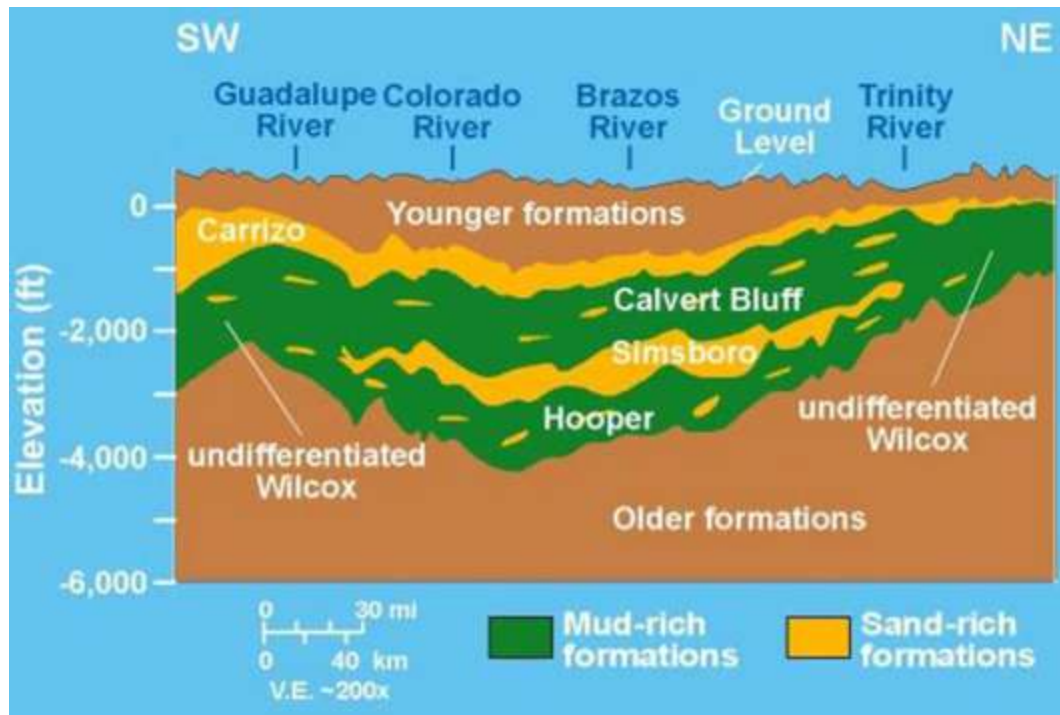 SW
NE
Guadalupe
River
Colorado
River
Brazos
River
Ground
Level
Trinity
River
Elevation (ft)
0
-2,000
-4,000
-6,000
Younger formations
Carrizo
Calvert Bluff
Simsboro
Hooper
undifferentiated
Wilcox
undifferentiated
Wilcox
Older formations
0 30 mi
0 40 km
V.E. ~200x
Mud-rich
formations
Sand-rich
formations